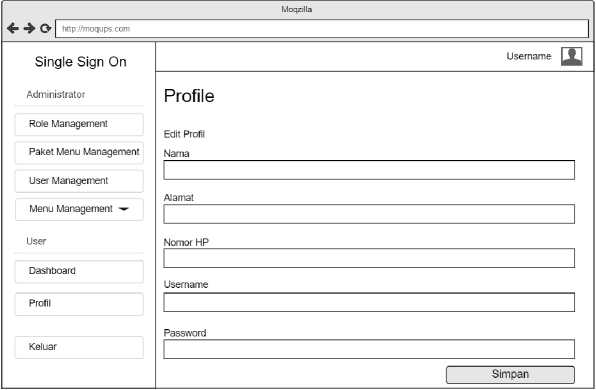 Moqzilla
http://moqups.com
Single Sign On
Username
Administrator
Role Management
Paket Menu Management
User Management
Menu Management
User
Dashboard
Profil
Keluar
Profile
Edit Profil
Nama
Alamat
Nomor HP
Username
Password
Simpan